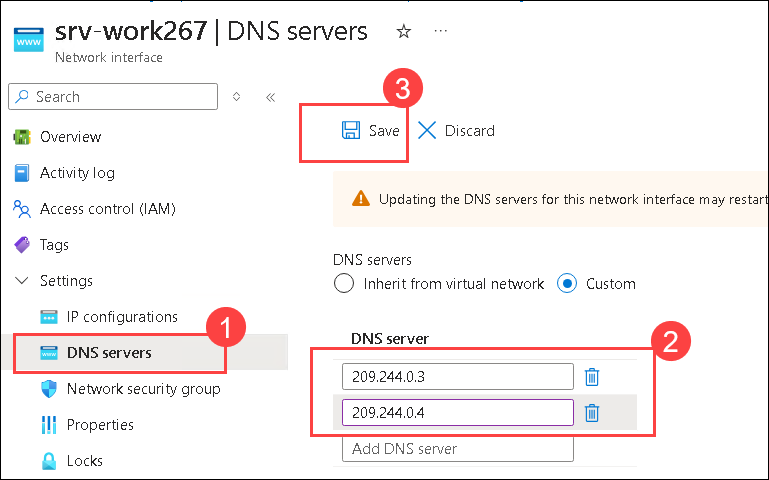 srv-work267 | DNS servers
Network interface
Search
Overview
Activity log
Access control (IAM)
Tags
Settings
IP configurations
DNS servers
Network security group
Properties
Locks
1
3
Save
Discard
Updating the DNS servers for this network interface may restart
DNS servers
Inherit from virtual network
Custom
DNS server
2
209.244.0.3
209.244.0.4
Add DNS server